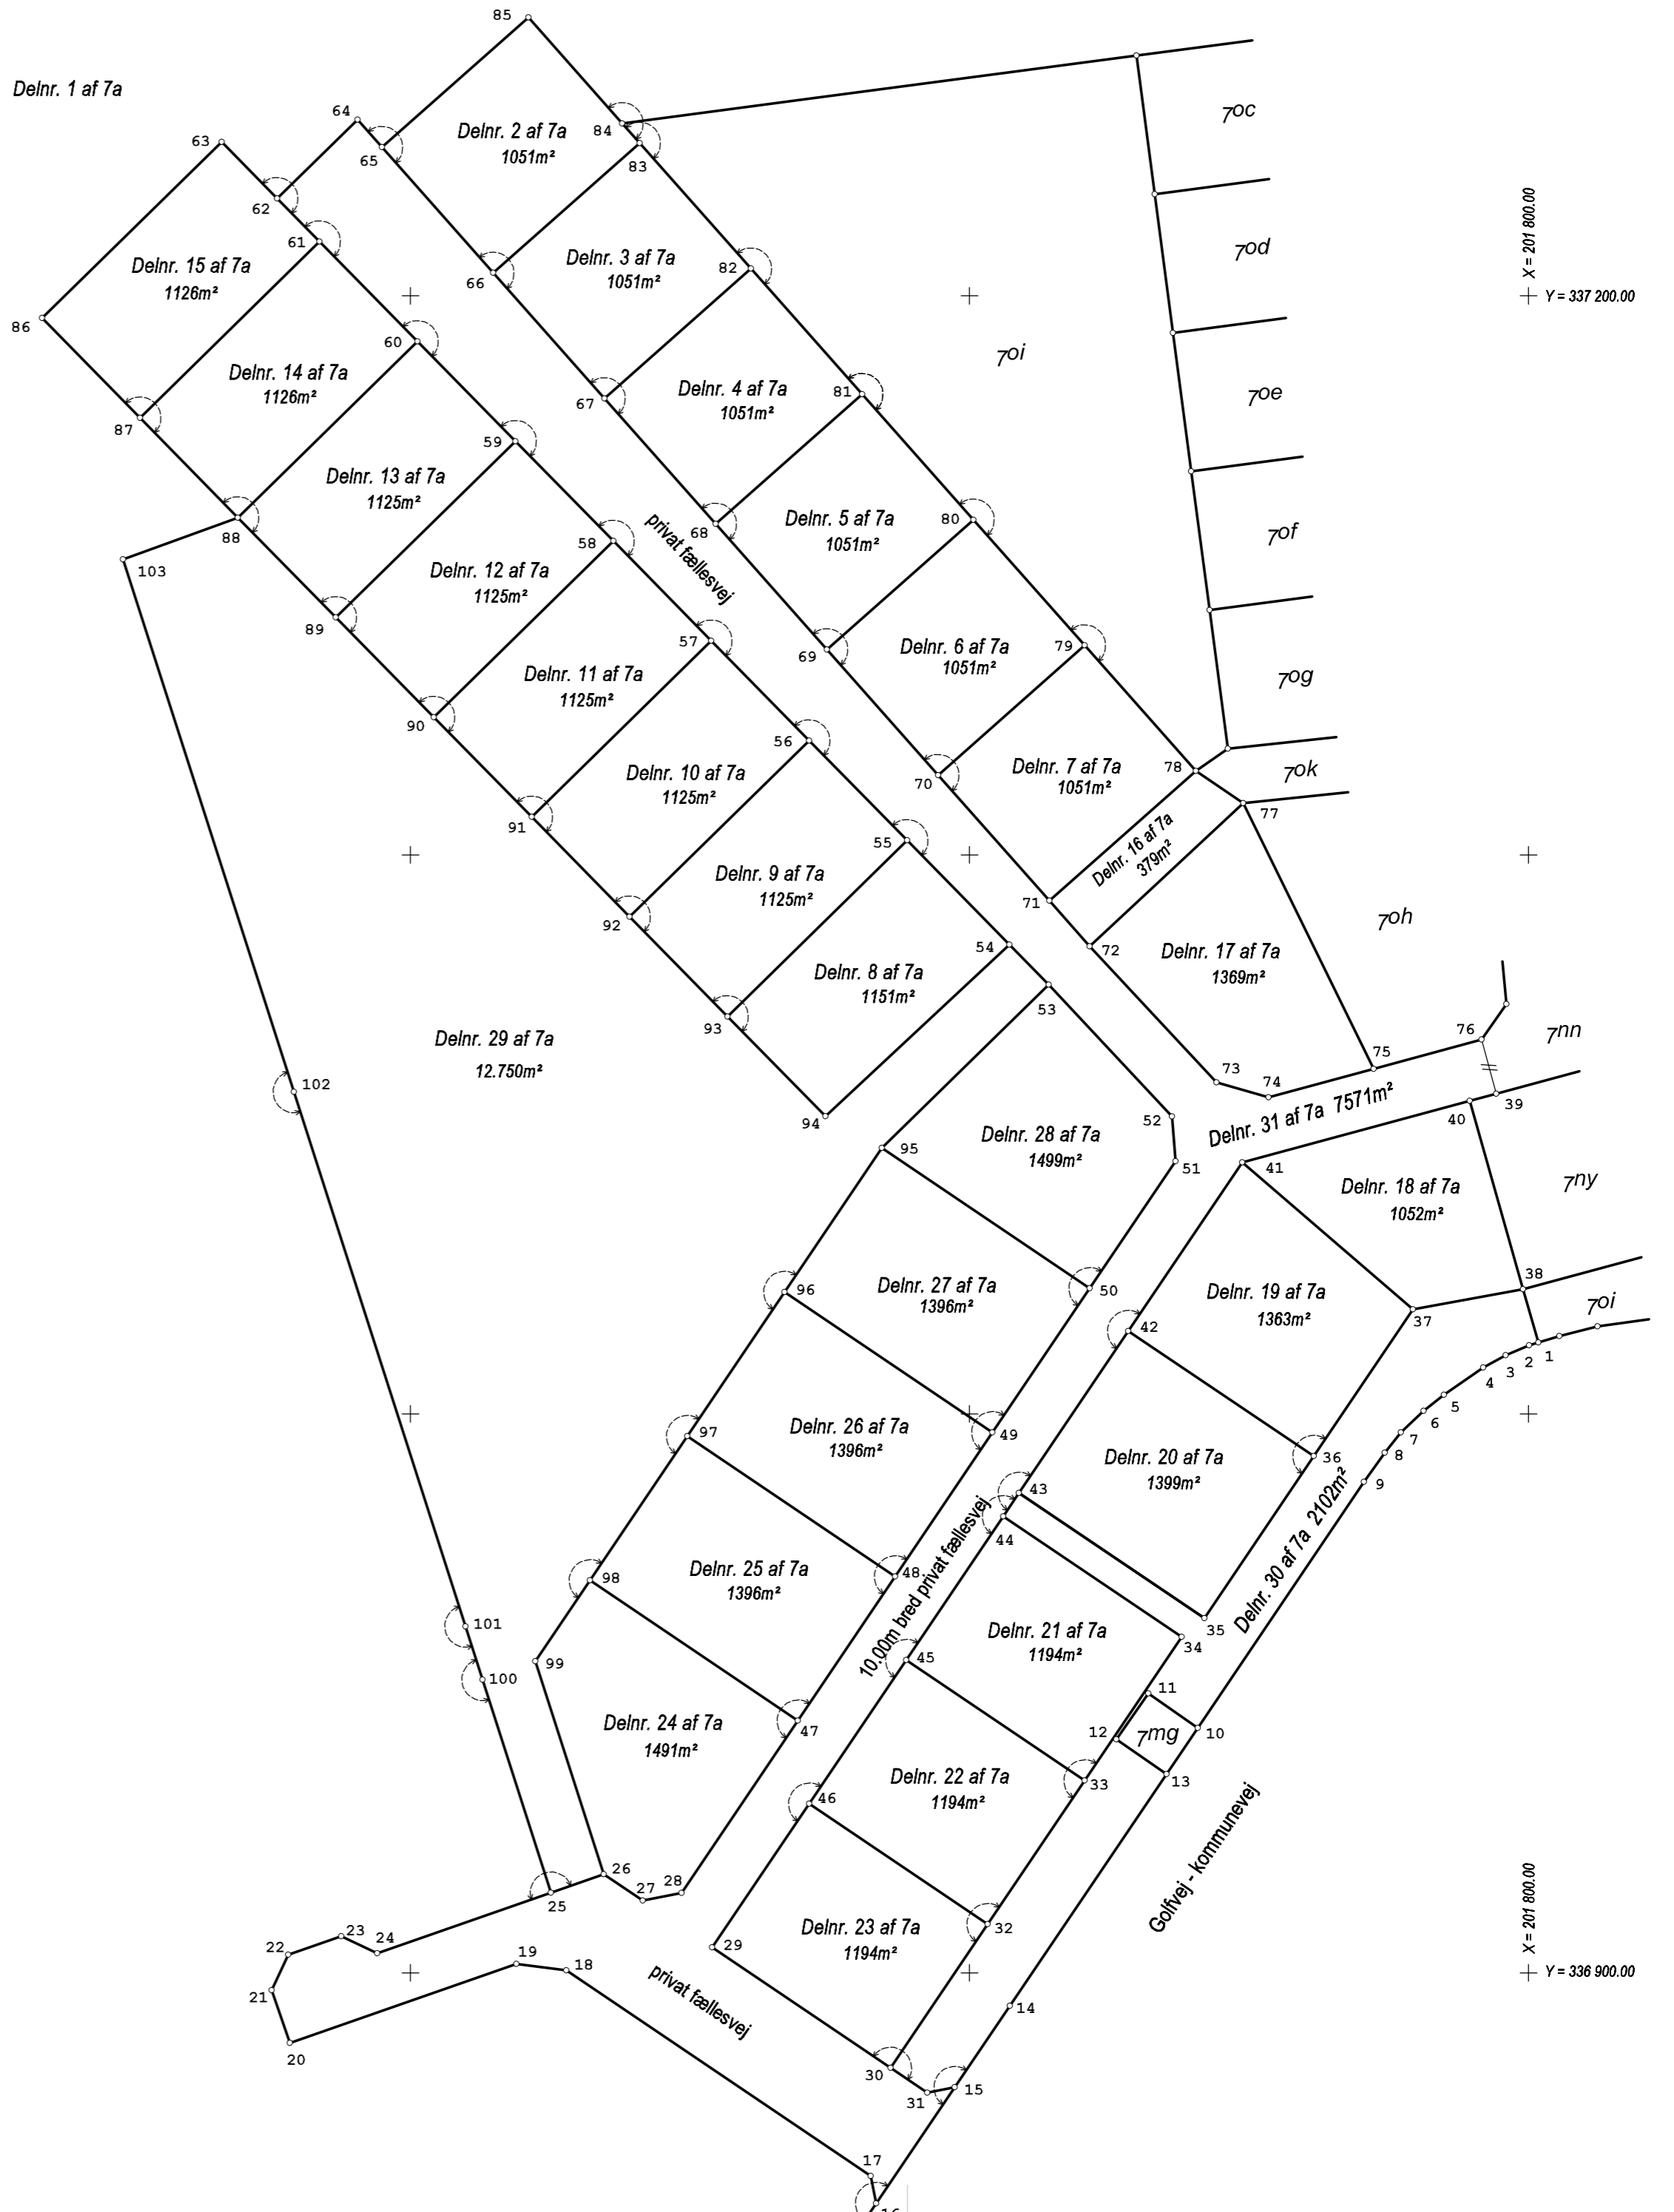 85
Delnr. 1 af 7a
64
84
7oc
Delnr. 2 af 7a
1051m²
63
65
83
62
X = 201 800.00
61
Delnr. 15 af 7a
1126m²
Delnr. 3 af 7a
1051m²
82
7od
66
Y = 337 200.00
86
60
7oi
Delnr. 14 af 7a
1126m²
Delnr. 4 af 7a
1051m²
81
7oe
67
87
59
Delnr. 13 af 7a
1125m²
Delnr. 5 af 7a
1051m²
80
68
7of
88
58
privat fællesvej
103
Delnr. 12 af 7a
1125m²
89
57
69
Delnr. 6 af 7a
1051m²
79
7og
Delnr. 11 af 7a
1125m²
90
56
70
Delnr. 7 af 7a
1051m²
78
7ok
77
Delnr. 10 af 7a
1125m²
91
55
Delnr. 16 af 7a
379m²
Delnr. 9 af 7a
1125m²
71
7oh
92
54
72
Delnr. 17 af 7a
1369m²
Delnr. 8 af 7a
1151m²
53
93
76
7nn
Delnr. 29 af 7a
12.750m²
75
73
74
102
39
40
94
52
Delnr. 31 af 7a 7571m²
Delnr. 28 af 7a
1499m²
95
51
41
Delnr. 18 af 7a
1052m²
7ny
38
96
Delnr. 27 af 7a
1396m²
50
Delnr. 19 af 7a
1363m²
37
7oi
42
1
2
3
4
5
6
7
8
9
97
Delnr. 26 af 7a
1396m²
49
Delnr. 20 af 7a
1399m²
36
43
44
98
Delnr. 25 af 7a
1396m²
48
10.00m bred privat fællesvej
Delnr. 30 af 7a 2102m²
101
35
34
Delnr. 21 af 7a
1194m²
45
99
100
11
12
7mg
10
13
Delnr. 24 af 7a
1491m²
47
Delnr. 22 af 7a
1194m²
33
46
Golfvej - kommunevej
26
27
28
25
X = 201 800.00
Y = 336 900.00
22
23
24
19
18
29
Delnr. 23 af 7a
1194m²
32
21
20
privat fællesvej
14
30
31
15
17
16